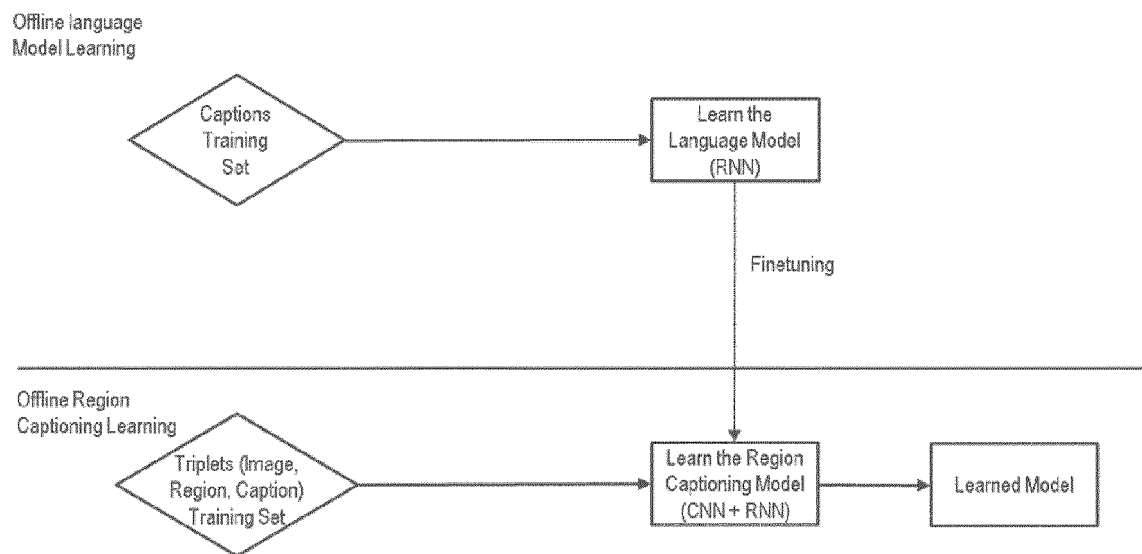 Offline language
Model Learning
Captions
Training
Set
Learn the
Language Model
(RNN)
Finetuning
Offline Region
Captioning Learning
Triplets (Image,
Region, Caption)
Training Set
Learn the Region
Captioning Model
(CNN + RNN)
Learned Model